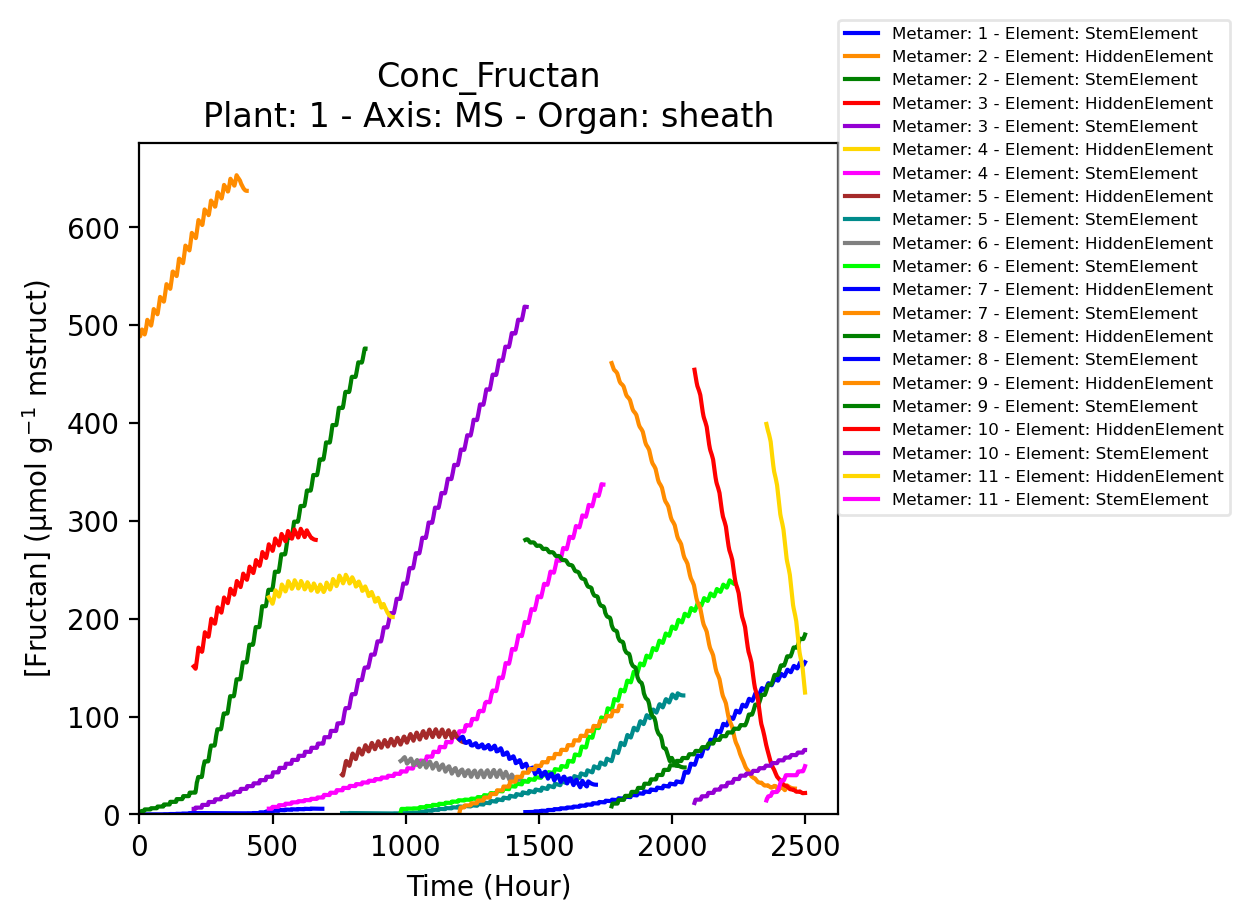 Conc_Fructan
Plant: 1 - Axis: MS - Organ: sheath
[Fructan] (µmol g⁻¹ mstruct)
600
500
400
300
200
100
0
0 500 1000 1500 2000 2500
Time (Hour)
Metamer: 1 - Element: StemElement
Metamer: 2 - Element: HiddenElement
Metamer: 2 - Element: StemElement
Metamer: 3 - Element: HiddenElement
Metamer: 3 - Element: StemElement
Metamer: 4 - Element: HiddenElement
Metamer: 4 - Element: StemElement
Metamer: 5 - Element: HiddenElement
Metamer: 5 - Element: StemElement
Metamer: 6 - Element: HiddenElement
Metamer: 6 - Element: StemElement
Metamer: 7 - Element: HiddenElement
Metamer: 7 - Element: StemElement
Metamer: 8 - Element: HiddenElement
Metamer: 8 - Element: StemElement
Metamer: 9 - Element: HiddenElement
Metamer: 9 - Element: StemElement
Metamer: 10 - Element: HiddenElement
Metamer: 10 - Element: StemElement
Metamer: 11 - Element: HiddenElement
Metamer: 11 - Element: StemElement